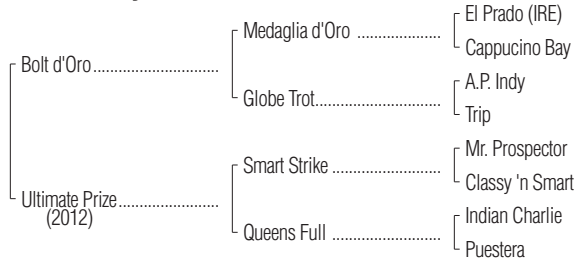 El Prado (IRE)
Medaglia d'Oro ....................
Cappucino Bay
Bolt d'Oro..............................
A.P. Indy
Globe Trot..............................
Trip
Mr. Prospector
Smart Strike ..........................
Classy 'n Smart
Ultimate Prize........................
(2012)
Indian Charlie
Queens Full ..........................
Puestera